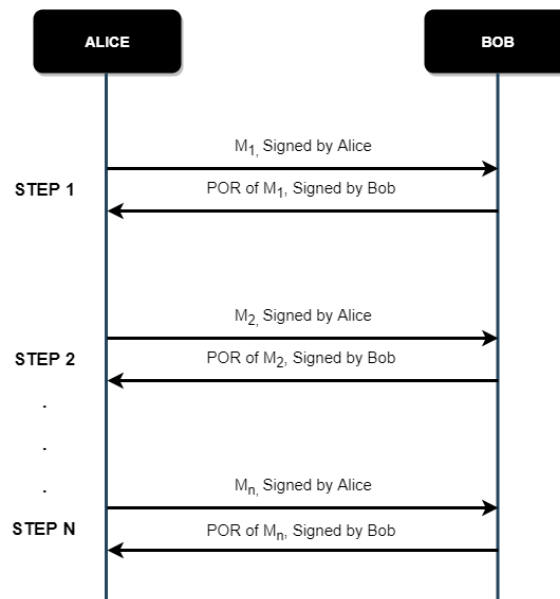 ALICE
BOB
M1, Signed by Alice
STEP 1
POR of M1, Signed by Bob
M2, Signed by Alice
STEP 2
POR of M2, Signed by Bob
.
.
.
Mn, Signed by Alice
STEP N
POR of Mn, Signed by Bob